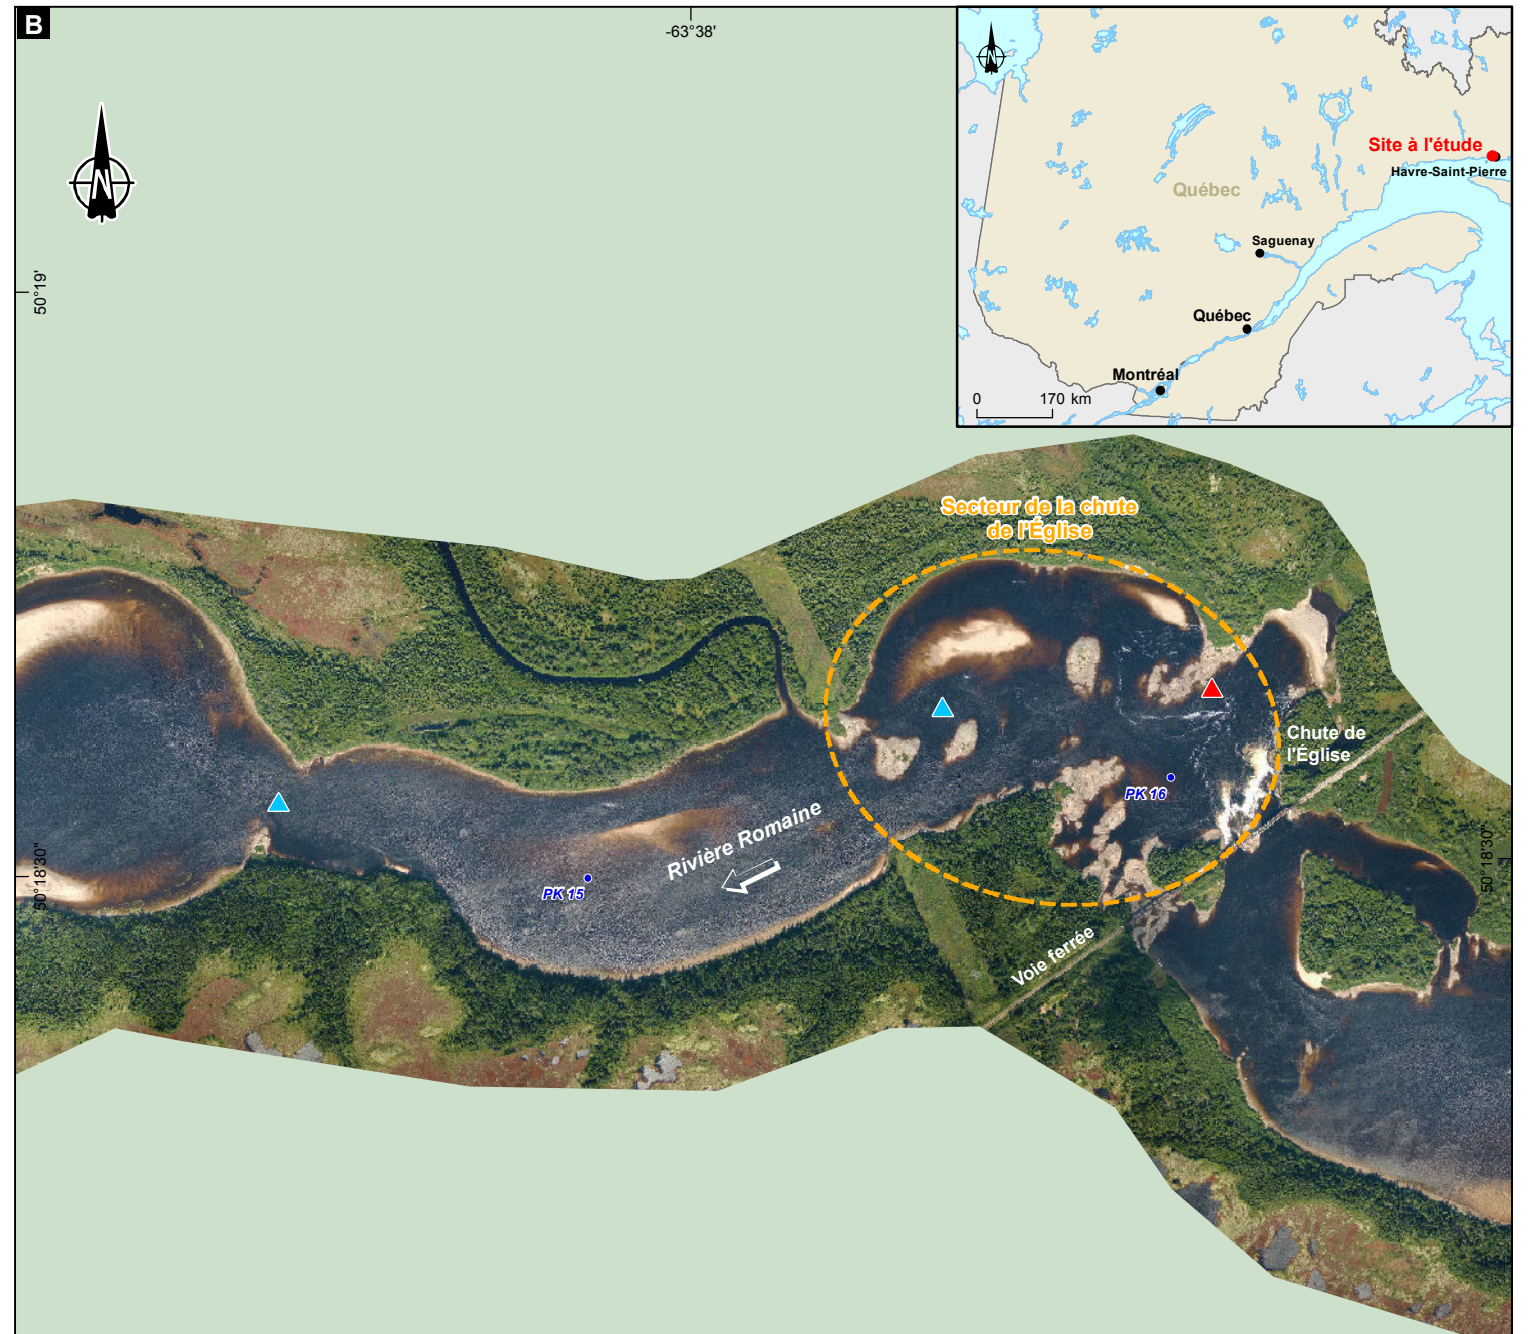 B
-63°38'
N
50°19'
Site à l'étude
Havre-Saint-Pierre
Québec
Saguenay
Québec
Montréal
0 170 km
Secteur de la chute
de l'Église
Chute de
l'Église
PK 16
Rivière Romaine
PK 15
50°18'30"
50°18'30"
Voie ferrée